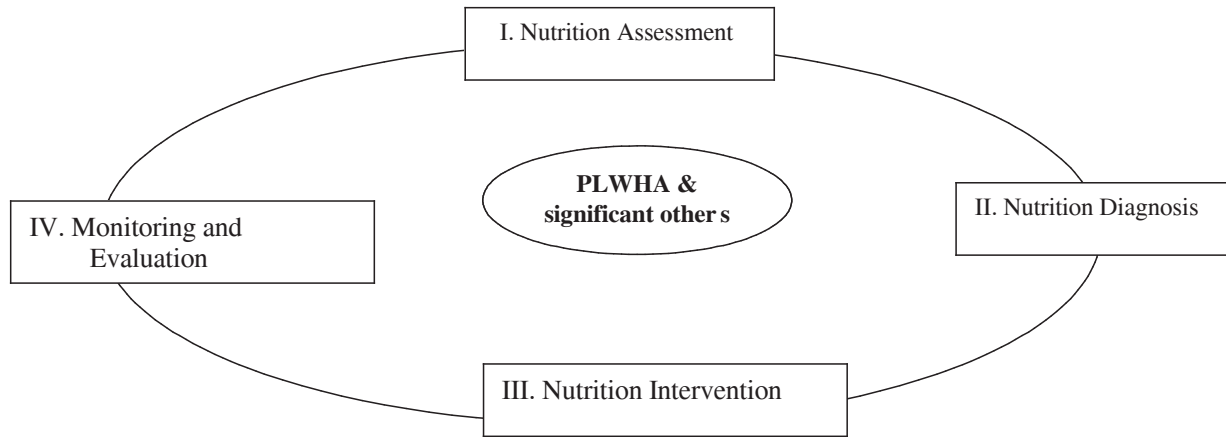 I. Nutrition Assessment
PLWHA &
significant other s
II. Nutrition Diagnosis
IV. Monitoring and
Evaluation
III. Nutrition Intervention